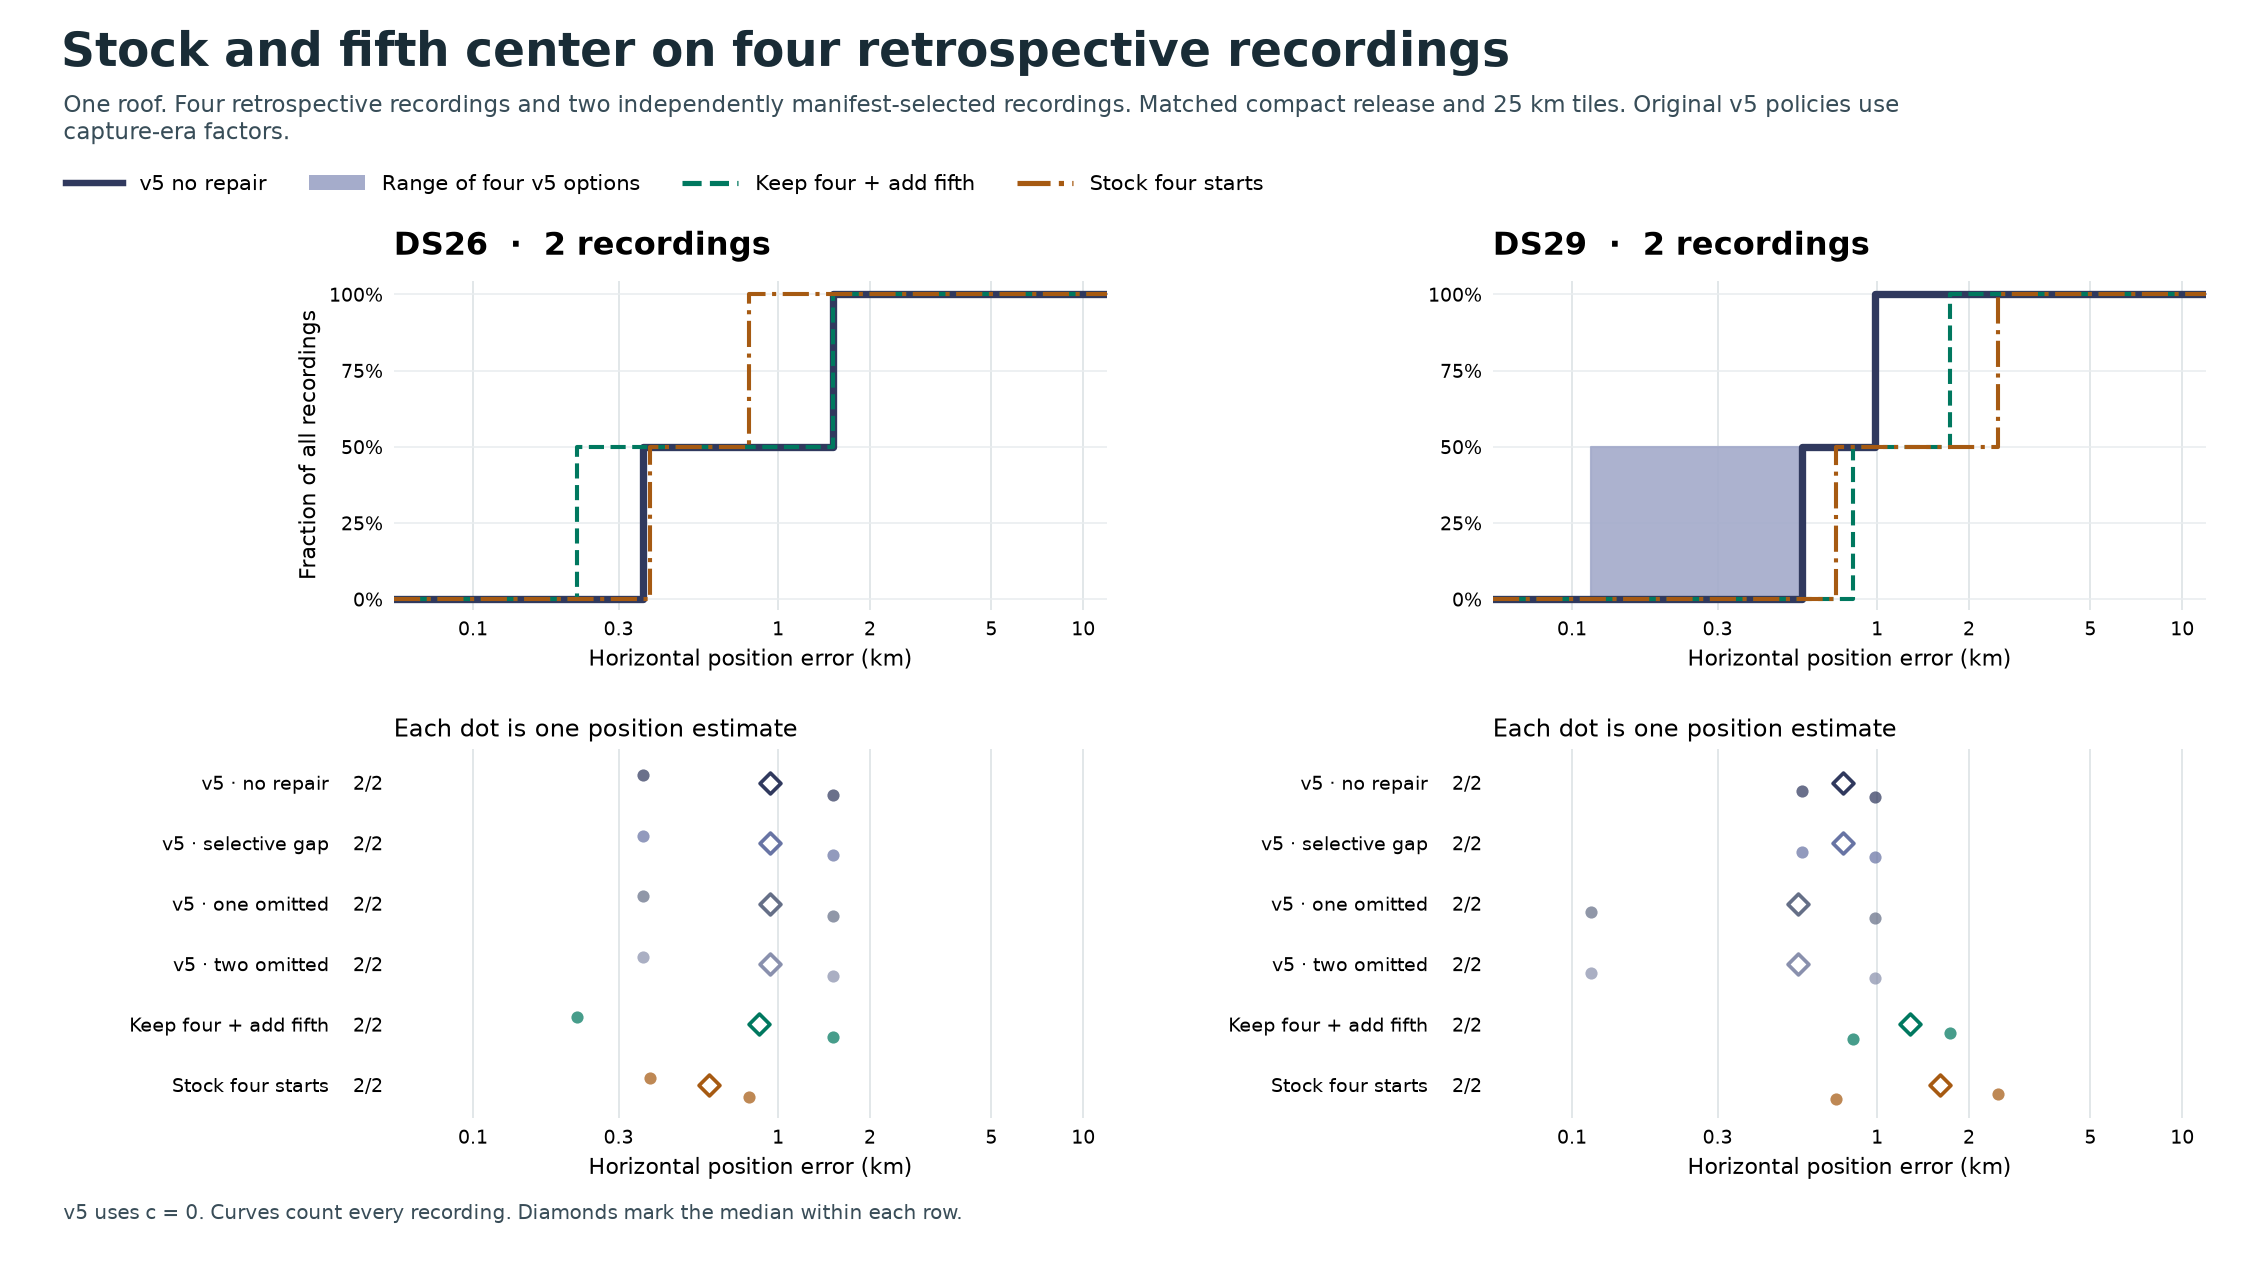 Stock and fifth center on four retrospective recordings
One roof. Four retrospective recordings and two independently manifest-selected recordings. Matched compact release and 25 km tiles. Original v5 policies use
capture-era factors.
v5 no repair
Range of four v5 options
Keep four + add fifth
Stock four starts
DS26 · 2 recordings
Fraction of all recordings
100%
75%
50%
25%
0%
0.1 0.3 1 2 5 10
Horizontal position error (km)
DS29 · 2 recordings
100%
75%
50%
25%
0%
0.1 0.3 1 2 5 10
Horizontal position error (km)
Each dot is one position estimate
v5 · no repair 2/2
v5 · selective gap 2/2
v5 · one omitted 2/2
v5 · two omitted 2/2
Keep four + add fifth 2/2
Stock four starts 2/2
0.1 0.3 1 2 5 10
Horizontal position error (km)
Each dot is one position estimate
v5 · no repair 2/2
v5 · selective gap 2/2
v5 · one omitted 2/2
v5 · two omitted 2/2
Keep four + add fifth 2/2
Stock four starts 2/2
0.1 0.3 1 2 5 10
Horizontal position error (km)
v5 uses c = 0. Curves count every recording. Diamonds mark the median within each row.